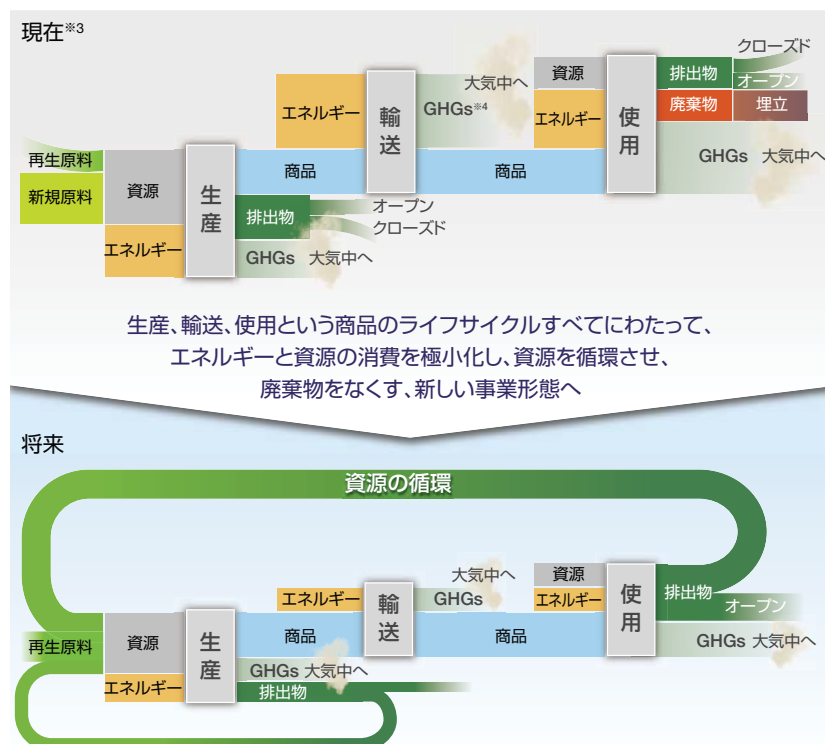 現在※3
クローズド
資源
排出物
オープン
大気中へ
エネルギー
輸送
GHGs※4
エネルギー
使用
廃棄物
埋立
再生原料
資源
生産
商品
商品
GHGs 大気中へ
新規原料
排出物
オープン
クローズド
エネルギー
GHGs 大気中へ
生産、輸送、使用という商品のライフサイクルすべてにわたって、
エネルギーと資源の消費を極小化し、資源を循環させ、
廃棄物をなくす、新しい事業形態へ
将来
資源の循環
大気中へ
資源
排出物
エネルギー
輸送
GHGs
エネルギー
使用
オープン
再生原料
資源
生産
商品
商品
GHGs 大気中へ
GHGs 大気中へ
エネルギー
排出物